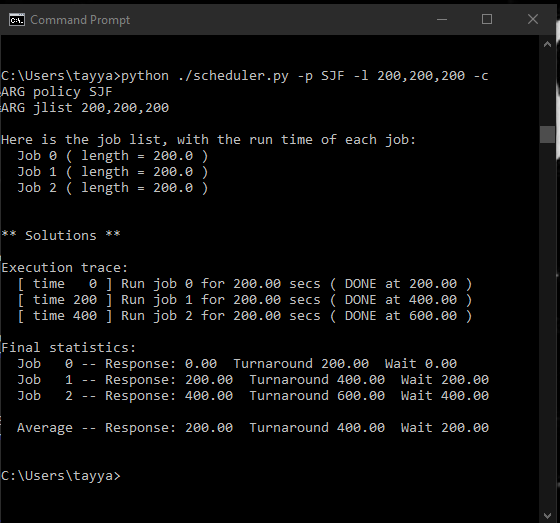 Command Prompt
C:\Users\tayya>python ./scheduler.py -p SJF -l 200,200,200 -c
ARG policy SJF
ARG jlist 200,200,200
Here is the job list, with the run time of each job:
Job 0 ( length = 200.0 )
Job 1 ( length = 200.0 )
Job 2 ( length = 200.0 )
** Solutions **
Execution trace:
[ time   0 ] Run job 0 for 200.00 secs ( DONE at 200.00 )
[ time 200 ] Run job 1 for 200.00 secs ( DONE at 400.00 )
[ time 400 ] Run job 2 for 200.00 secs ( DONE at 600.00 )
Final statistics:
Job   0 -- Response: 0.00  Turnaround 200.00  Wait 0.00
Job   1 -- Response: 200.00  Turnaround 400.00  Wait 200.00
Job   2 -- Response: 400.00  Turnaround 600.00  Wait 400.00
Average -- Response: 200.00  Turnaround 400.00  Wait 200.00
C:\Users\tayya>